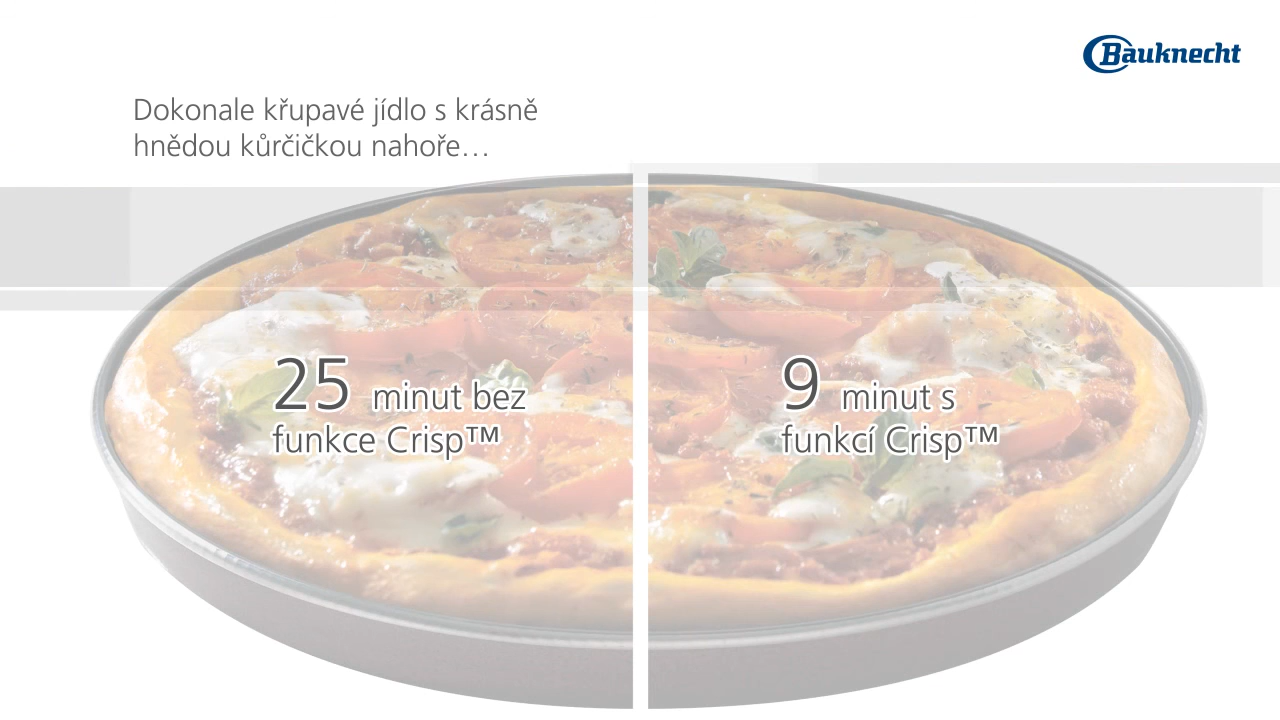 Bauknecht
Dokonale křupavé jídlo s krásně
hnědou kůrčičkou nahoře…
25 minut bez
funkce Crisp™
9 minut s
funkcí Crisp™